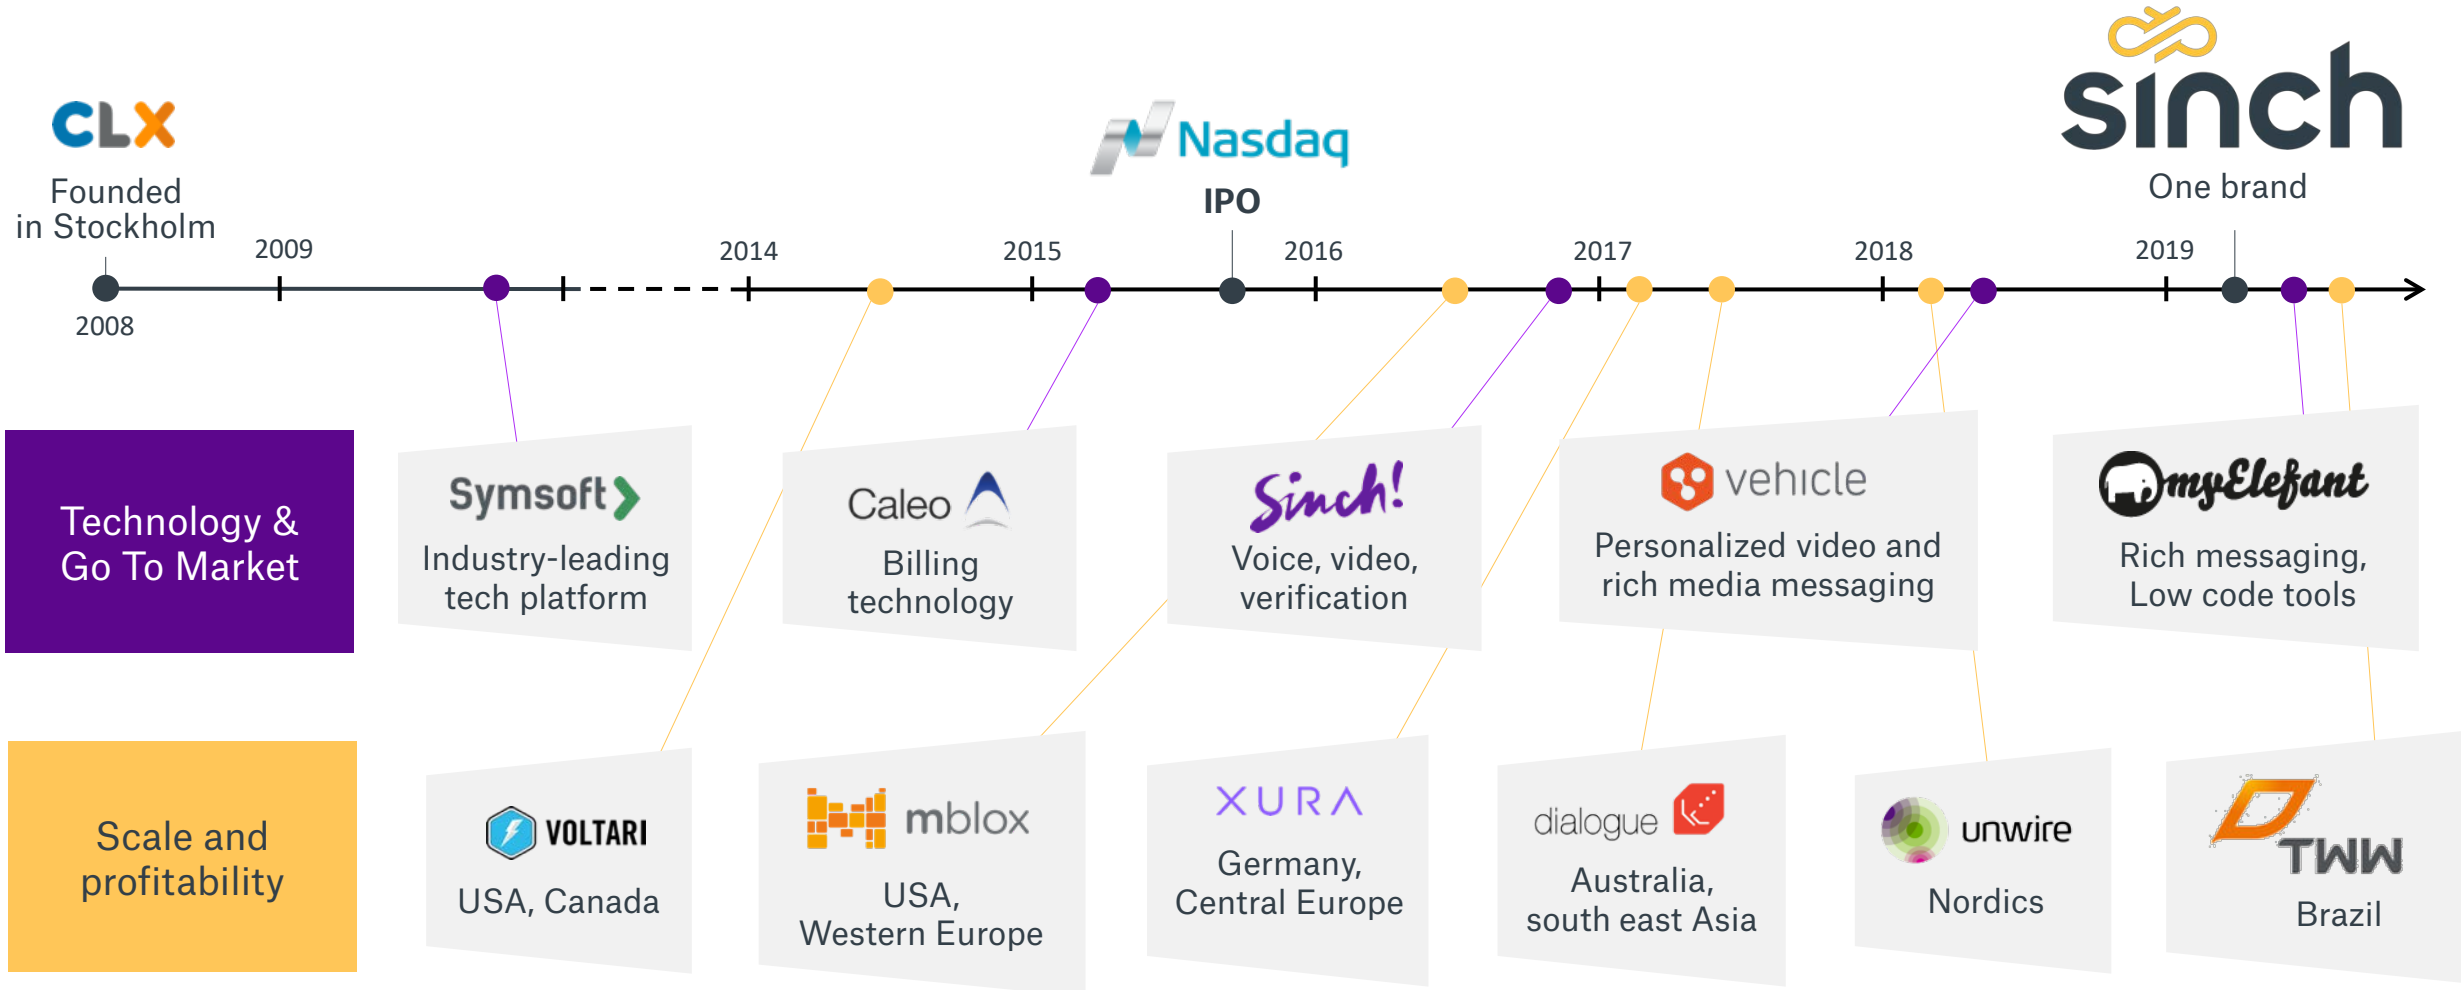 CLX
Founded
in Stockholm
Nasdaq
IPO
sinch
One brand
2008
2009
2014
2015
2016
2017
2018
2019
Technology &
Go To Market
Symsoft
Industry-leading
tech platform
Caleo
Billing
technology
Sinch!
Voice, video,
verification
vehicle
Personalized video and
rich media messaging
myElefant
Rich messaging,
Low code tools
Scale and
profitability
VOLTARI
USA, Canada
mblox
USA,
Western Europe
XURA
Germany,
Central Europe
dialogue
Australia,
south east Asia
unwire
Nordics
TWW
Brazil